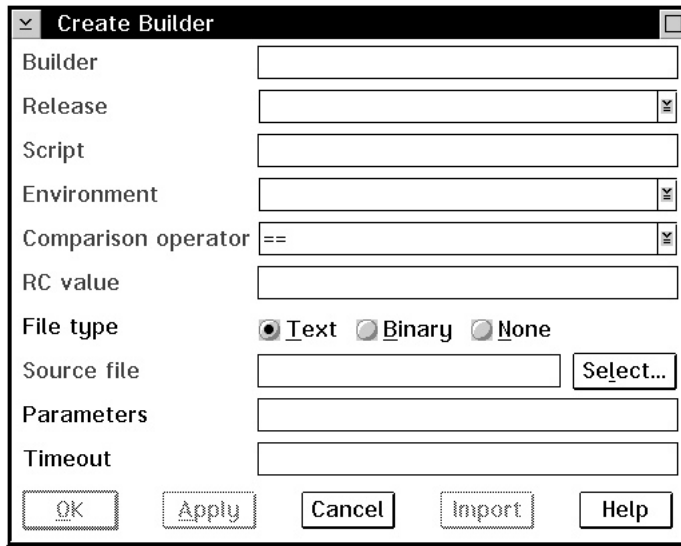 Create Builder
Builder
Release
Script
Environment
Comparison operator ==
RC value
File type Text Binary None
Source file Select...
Parameters
Timeout
OK Apply Cancel Import Help